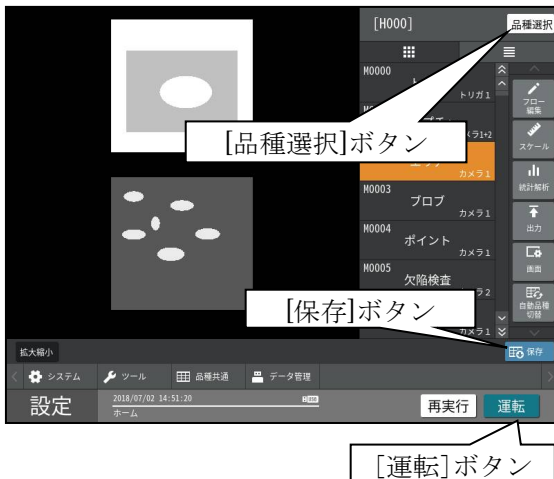 [H000]
品種選択
M0000
トリガ1
フロー
編集
[品種選択]ボタン
スケール
カメラ1
統計解析
M0003
ブロブ
カメラ1
出力
M0004
ポイント
カメラ1
画面
M0005
欠陥検査
自動品種
切替
[保存]ボタン
カメラ1
拡大縮小
保存
システム
ツール
品種共通
データ管理
設定
2018/07/02 14:51:20
ホーム
再実行
運転
[運転]ボタン